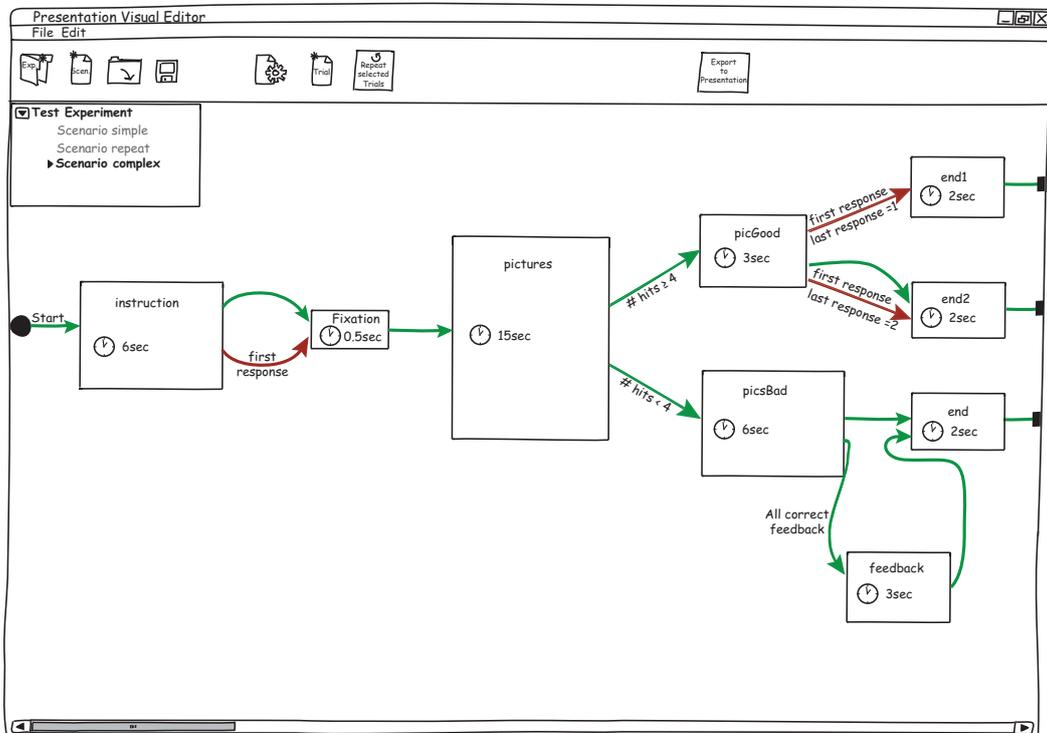 Presentation Visual Editor
File Edit
Exp.
Scen.
Trial
Repeat
selected
Trials
Export
to
Presentation
Test Experiment
Scenario simple
Scenario repeat
Scenario complex
Start
instruction
6sec
first
response
Fixation
0.5sec
pictures
15sec
# hits ≥ 4
# hits < 4
picGood
3sec
first response
last response =1
first response
last response =2
end1
2sec
end2
2sec
picsBad
6sec
end
2sec
All correct
feedback
feedback
3sec